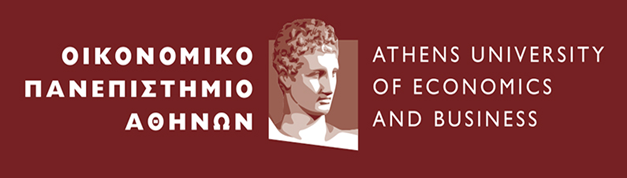 ΟΙΚΟΝΟΜΙΚΟ
ΠΑΝΕΠΙΣΤΗΜΙΟ
ΑΘΗΝΩΝ
ATHENS UNIVERSITY
OF ECONOMICS
AND BUSINESS